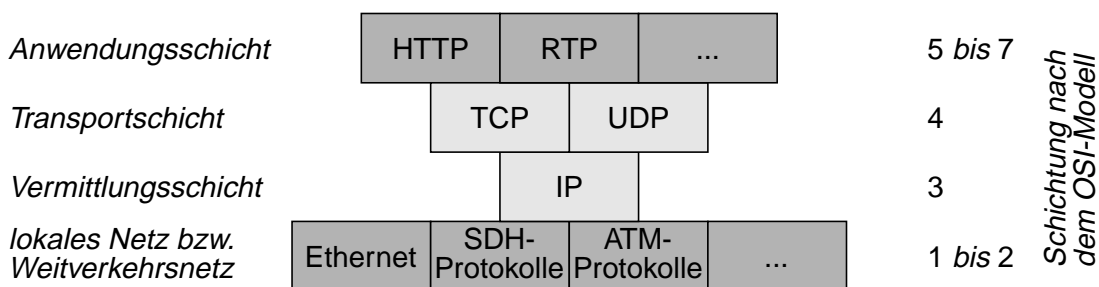 Anwendungsschicht
HTTP
RTP
...
5 bis 7
Transportschicht
TCP
UDP
4
Vermittlungsschicht
IP
3
lokales Netz bzw.
Weitverkehrsnetz
Ethernet
SDH-
Protokolle
ATM-
Protokolle
...
1 bis 2
Schichtung nach
dem OSI-Modell